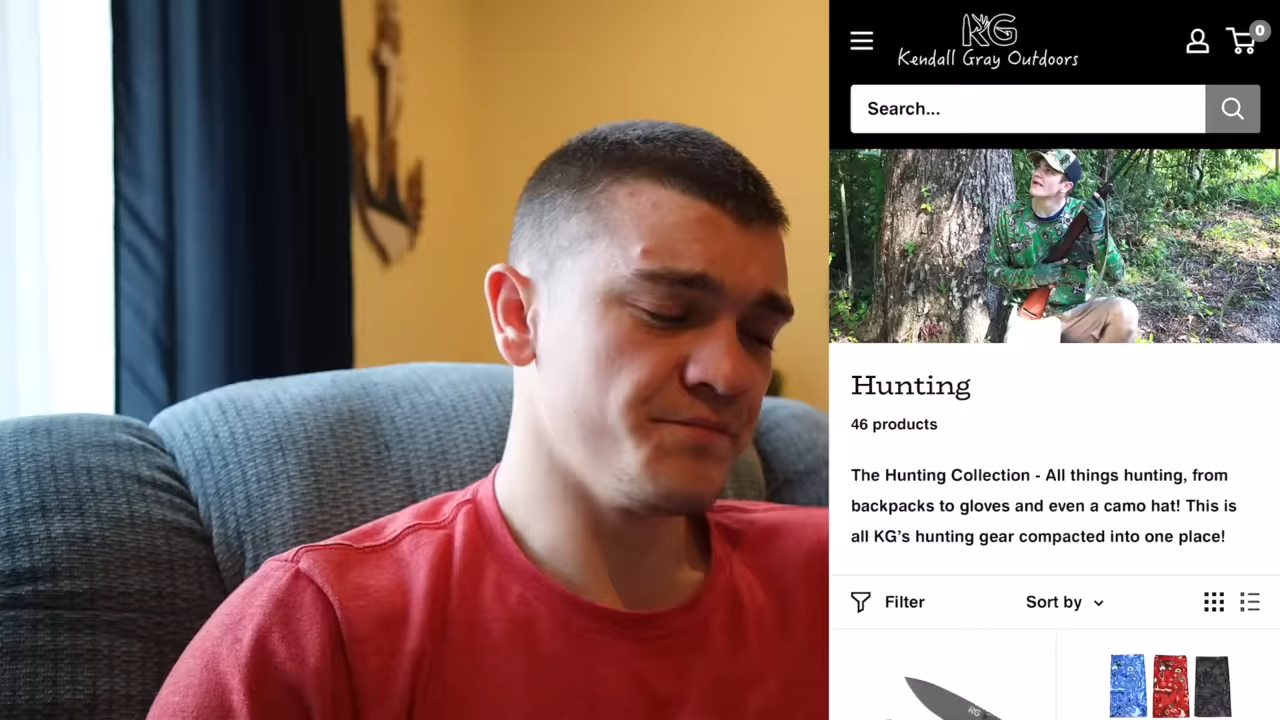 KG
0
Kendall Gray Outdoors
Search...
Hunting
46 products
The Hunting Collection - All things hunting, from
backpacks to gloves and even a camo hat! This is
all KG’s hunting gear compacted into one place!
Filter
Sort by
KG